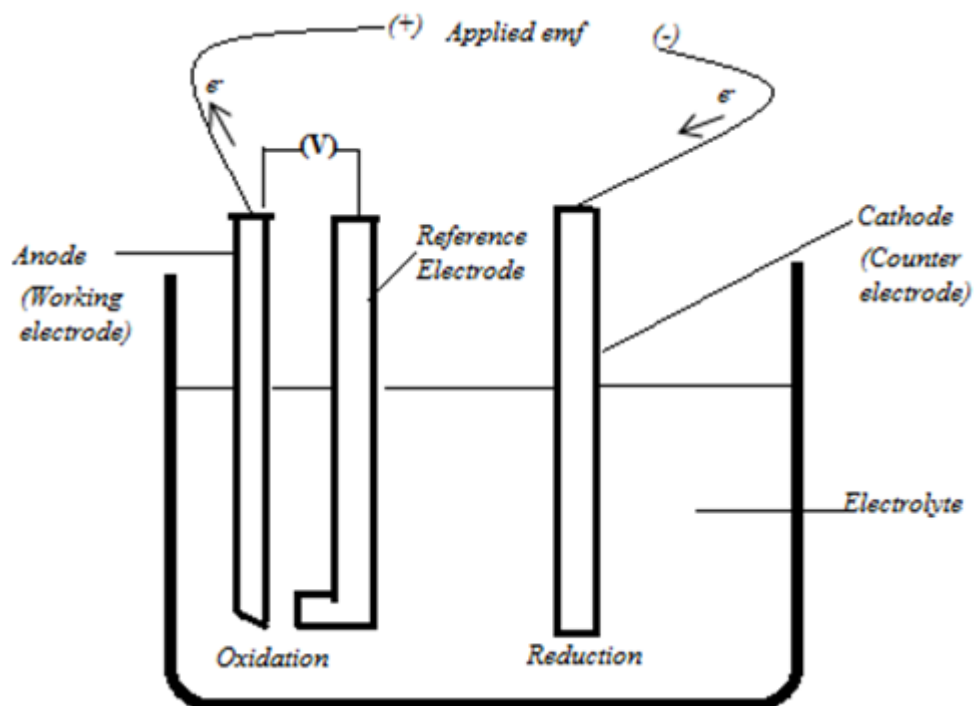 (+) Applied emf (-)
e-
e-
(V)
Anode
(Working
electrode)
Reference
Electrode
Cathode
(Counter
electrode)
Electrolyte
Oxidation
Reduction